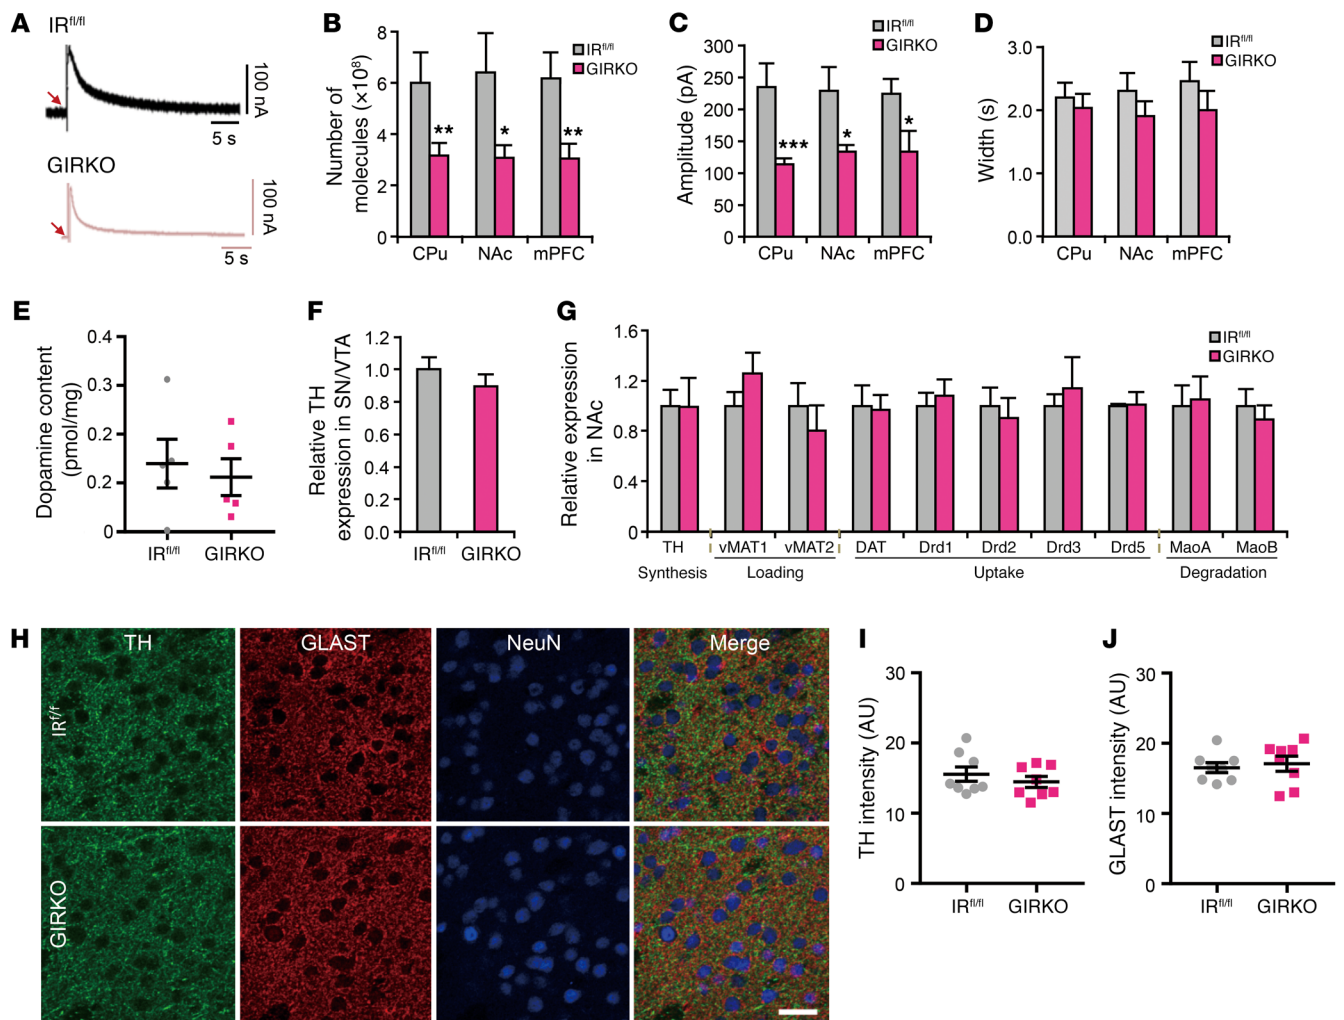 A
IRfl/fl
100 nA
5 s
GIRKO
100 nA
5 s
B
Number of
molecules (×10⁸)
8
6
4
2
0
IRfl/fl
GIRKO
**
*
**
CPu NAc mPFC
C
Amplitude (pA)
300
250
200
150
100
50
0
IRfl/fl
GIRKO
***
*
*
CPu NAc mPFC
D
Width (s)
3.0
2.0
1.0
0.0
IRfl/fl
GIRKO
CPu NAc mPFC
E
Dopamine content
(pmol/mg)
0.4
0.3
0.2
0.2
0
IRfl/fl GIRKO
F
Relative TH
expression in SN/VTA
1.2
1.0
0.8
0.6
0.4
0.2
0.0
IRfl/fl GIRKO
G
Relative expression
in NAc
1.6
1.2
0.8
0.4
0
IRfl/fl
GIRKO
TH vMAT1 vMAT2 DAT Drd1 Drd2 Drd3 Drd5 MaoA MaoB
Synthesis Loading Uptake Degradation
H
TH GLAST NeuN Merge
IRf/f
GIRKO
I
TH intensity (AU)
30
20
10
0
IRfl/fl GIRKO
J
GLAST intensity (AU)
30
20
10
0
IRfl/fl GIRKO